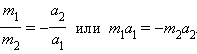 m₁/m₂ = −a₂/a₁ или m₁a₁ = −m₂a₂.